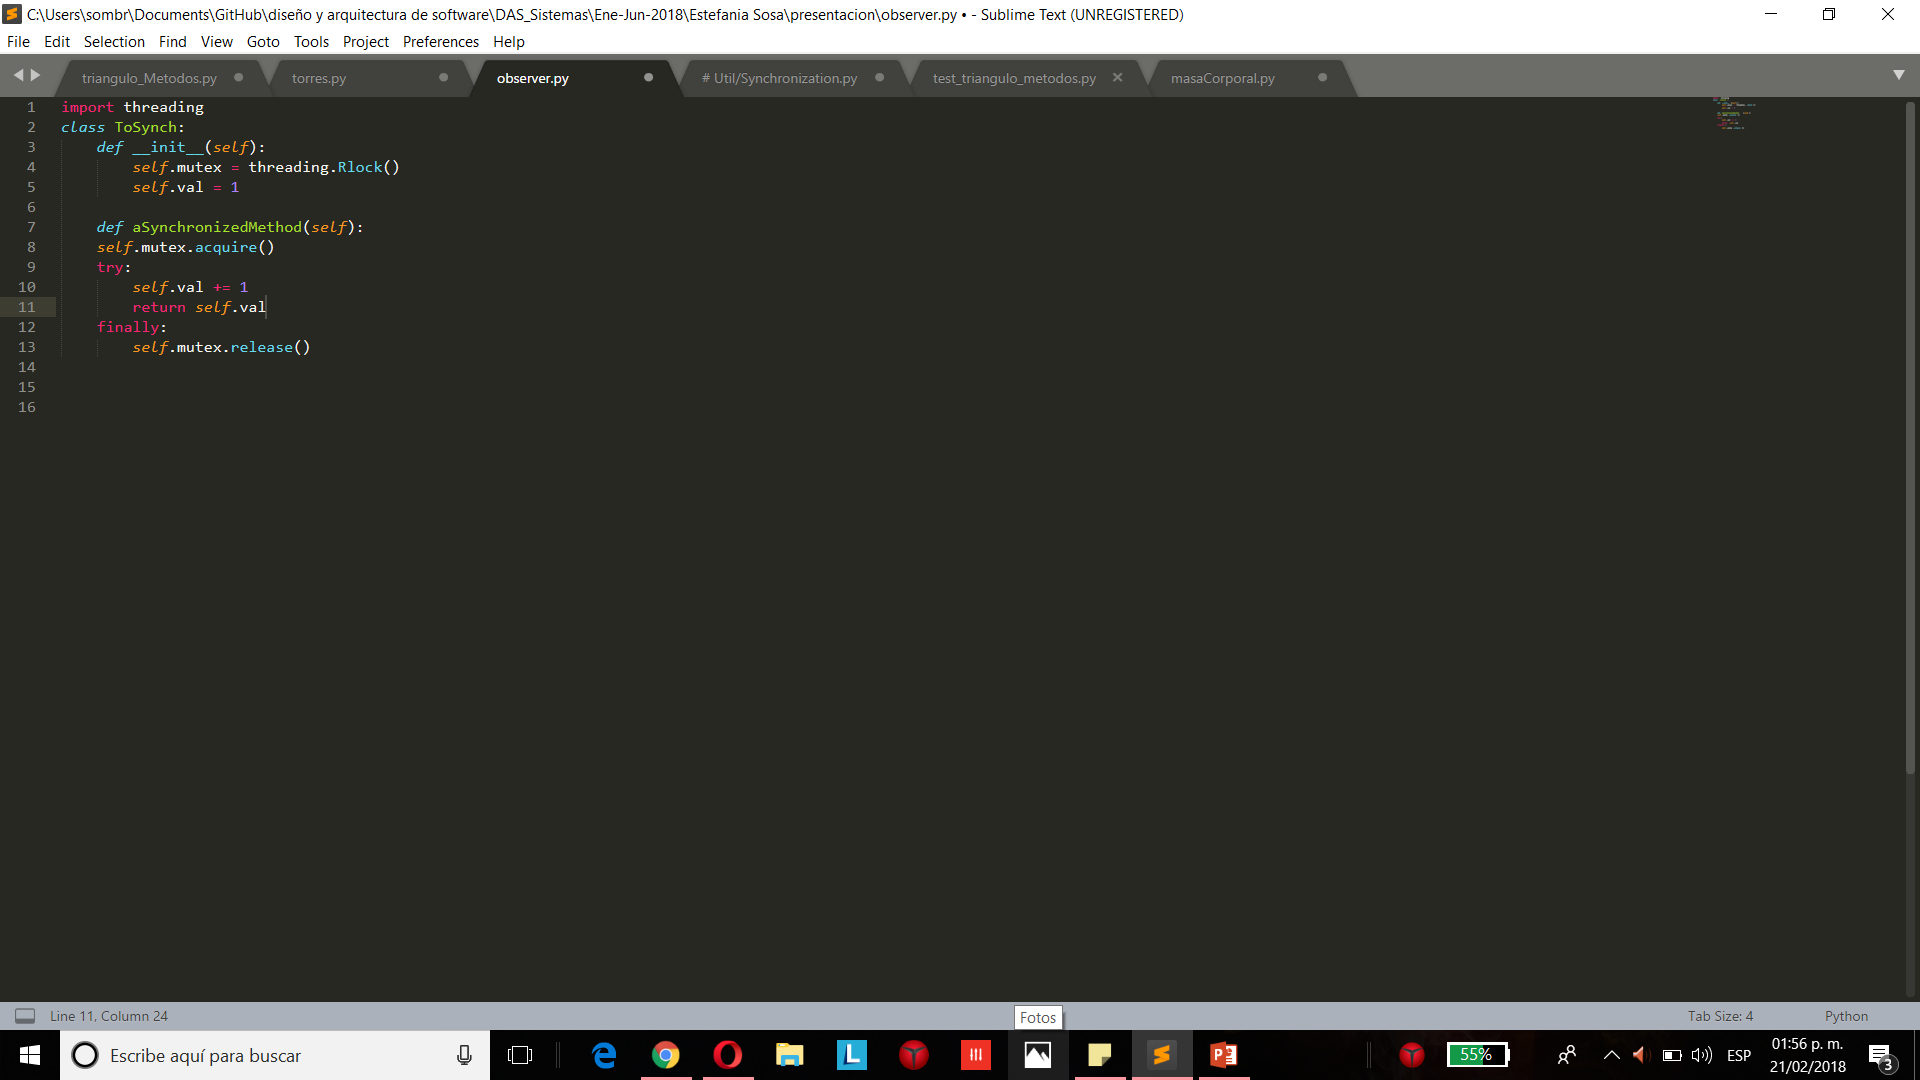 C:\Users\sombr\Documents\GitHub\diseño y arquitectura de software\DAS_Sistemas\Ene-Jun-2018\Estefania Sosa\presentacion\observer.py • - Sublime Text (UNREGISTERED)
File Edit Selection Find View Goto Tools Project Preferences Help
triangulo_Metodos.py torres.py observer.py # Util/Synchronization.py test_triangulo_metodos.py masaCorporal.py
1 import threading
2 class ToSynch:
3     def __init__(self):
4         self.mutex = threading.Rlock()
5         self.val = 1
6
7     def aSynchronizedMethod(self):
8     self.mutex.acquire()
9     try:
10         self.val += 1
11         return self.val
12     finally:
13         self.mutex.release()
14
15
16
Line 11, Column 24 Tab Size: 4 Python
Fotos
Escribe aquí para buscar
55%
ESP
01:56 p. m.
21/02/2018
3